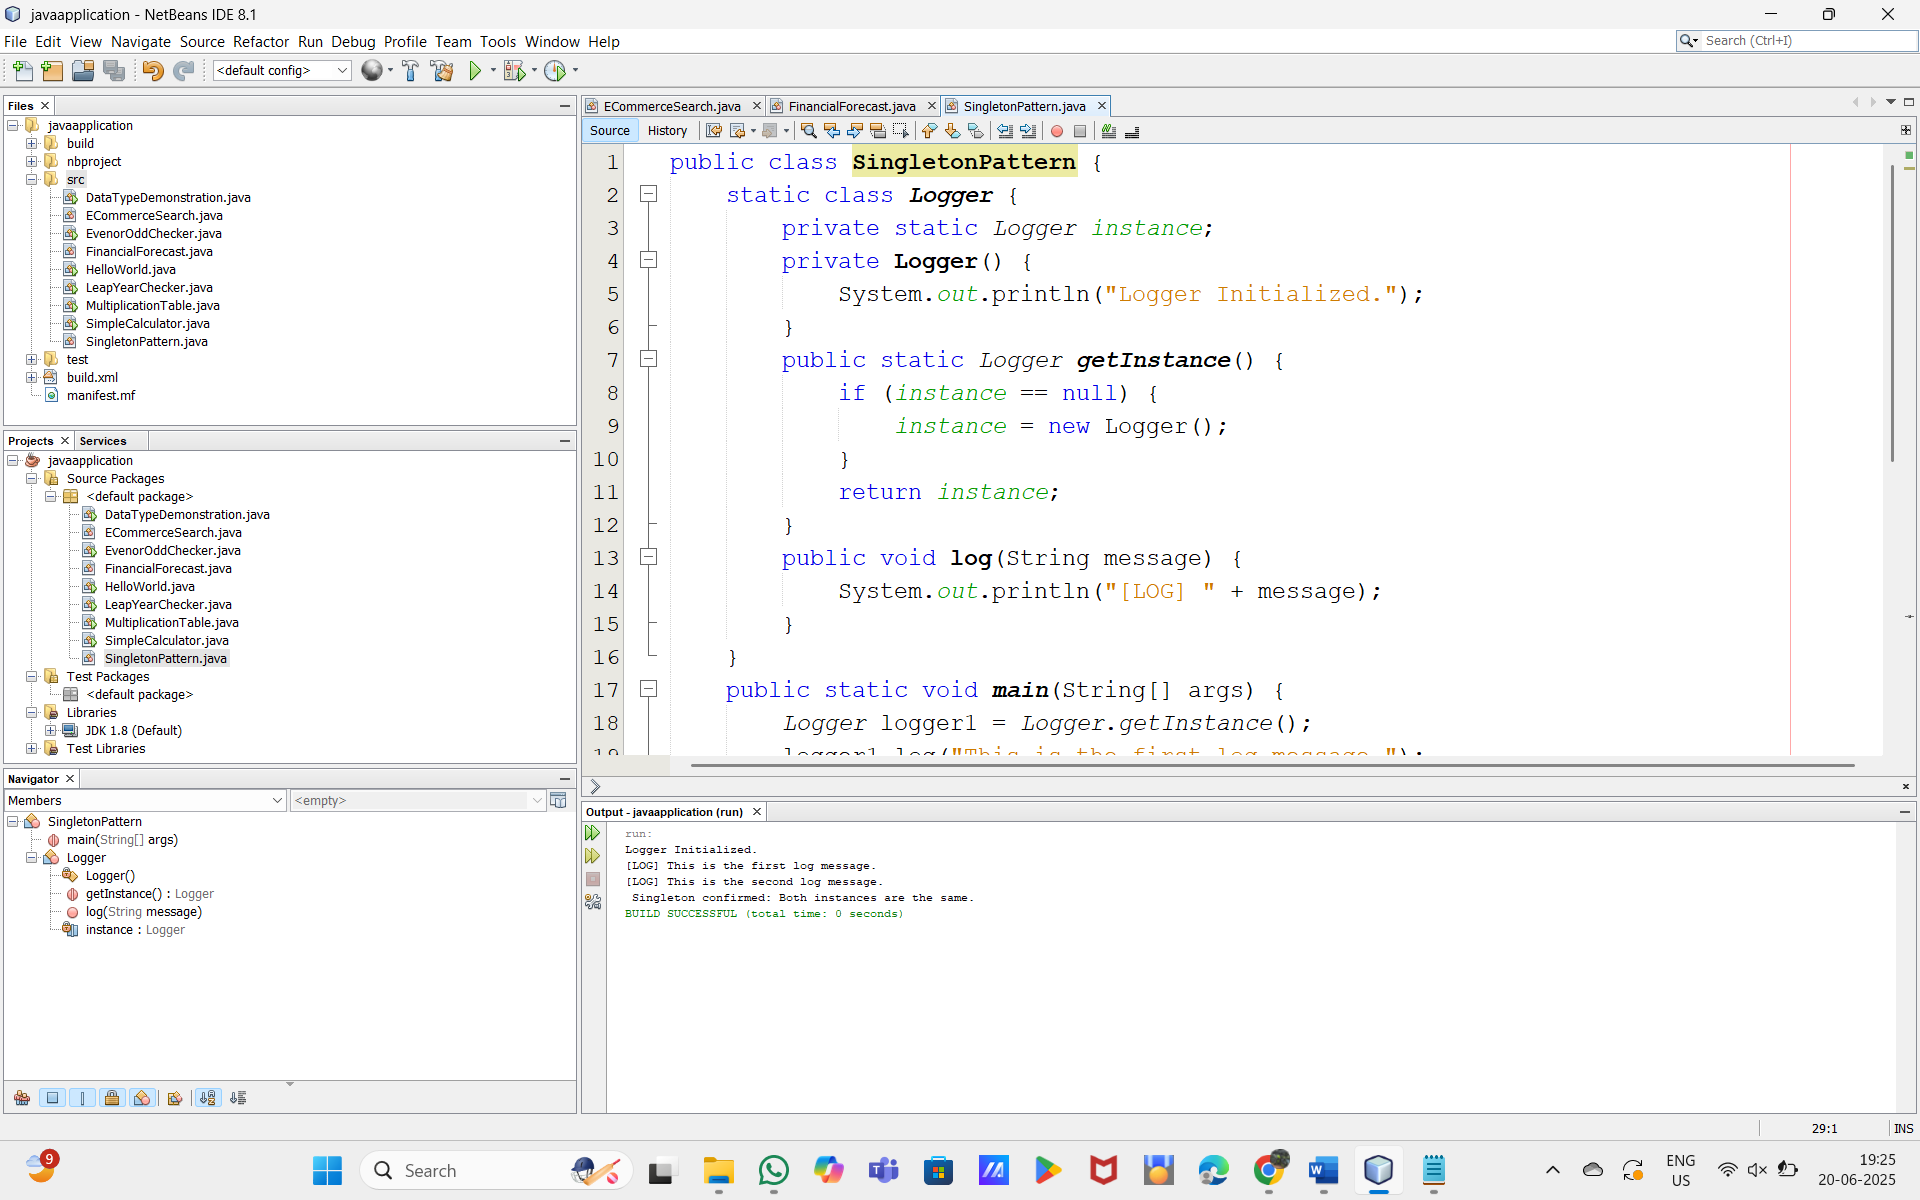 javaapplication - NetBeans IDE 8.1
File Edit View Navigate Source Refactor Run Debug Profile Team Tools Window Help
Search (Ctrl+I)
<default config>
Files
javaapplication
build
nbproject
src
DataTypeDemonstration.java
ECommerceSearch.java
EvenorOddChecker.java
FinancialForecast.java
HelloWorld.java
LeapYearChecker.java
MultiplicationTable.java
SimpleCalculator.java
SingletonPattern.java
test
build.xml
manifest.mf
Projects Services
javaapplication
Source Packages
<default package>
DataTypeDemonstration.java
ECommerceSearch.java
EvenorOddChecker.java
FinancialForecast.java
HelloWorld.java
LeapYearChecker.java
MultiplicationTable.java
SimpleCalculator.java
SingletonPattern.java
Test Packages
<default package>
Libraries
JDK 1.8 (Default)
Test Libraries
Navigator
Members <empty>
SingletonPattern
main(String[] args)
Logger
Logger()
getInstance() : Logger
log(String message)
instance : Logger
ECommerceSearch.java FinancialForecast.java SingletonPattern.java
Source History
1 public class SingletonPattern {
2 static class Logger {
3 private static Logger instance;
4 private Logger() {
5 System.out.println("Logger Initialized.");
6 }
7 public static Logger getInstance() {
8 if (instance == null) {
9 instance = new Logger();
10 }
11 return instance;
12 }
13 public void log(String message) {
14 System.out.println("[LOG] " + message);
15 }
16 }
17 public static void main(String[] args) {
18 Logger logger1 = Logger.getInstance();
19 logger1.log("This is the first log message.");
Output - javaapplication (run)
run:
Logger Initialized.
[LOG] This is the first log message.
[LOG] This is the second log message.
Singleton confirmed: Both instances are the same.
BUILD SUCCESSFUL (total time: 0 seconds)
29:1 INS
9
Search
ENG
US
19:25
20-06-2025